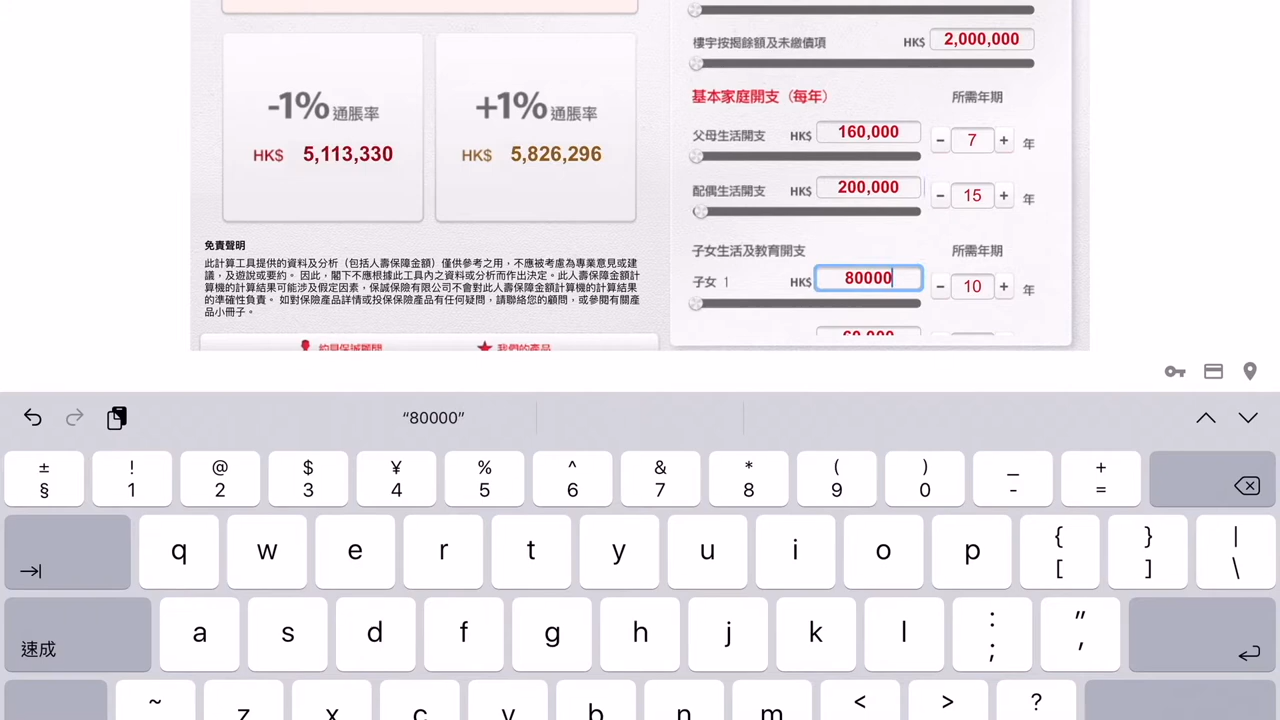 -1% 通脹率
HK$ 5,113,330
+1% 通脹率
HK$ 5,826,296
免責聲明
此計算工具提供的資料及分析（包括人壽保障金額）僅供參考之用，不應被考慮為專業意見或建
議，及遊說或要約。 因此，閣下不應根據此工具內之資料或分析而作出決定。此人壽保障金額計
算機的計算結果可能涉及假定因素，保誠保險有限公司不會對此人壽保障金額計算機的計算結果
的準確性負責。 如對保險產品詳情或投保保險產品有任何疑問，請聯絡您的顧問，或參閱有關產
品小冊子。
約見保誠顧問
我們的產品
樓宇按揭餘額及未繳債項 HK$ 2,000,000
基本家庭開支（每年） 所需年期
父母生活開支 HK$ 160,000 - 7 + 年
配偶生活開支 HK$ 200,000 - 15 + 年
子女生活及教育開支 所需年期
子女 1 HK$ 80000 - 10 + 年
60,000
“80000”
± ! @ $ ¥ % ^ & * ( ) _ +
§ 1 2 3 4 5 6 7 8 9 0 - =
q w e r t y u i o p { } |
[ ] \
速成 a s d f g h j k l : "
; '
~ z x c v b n m < > ?